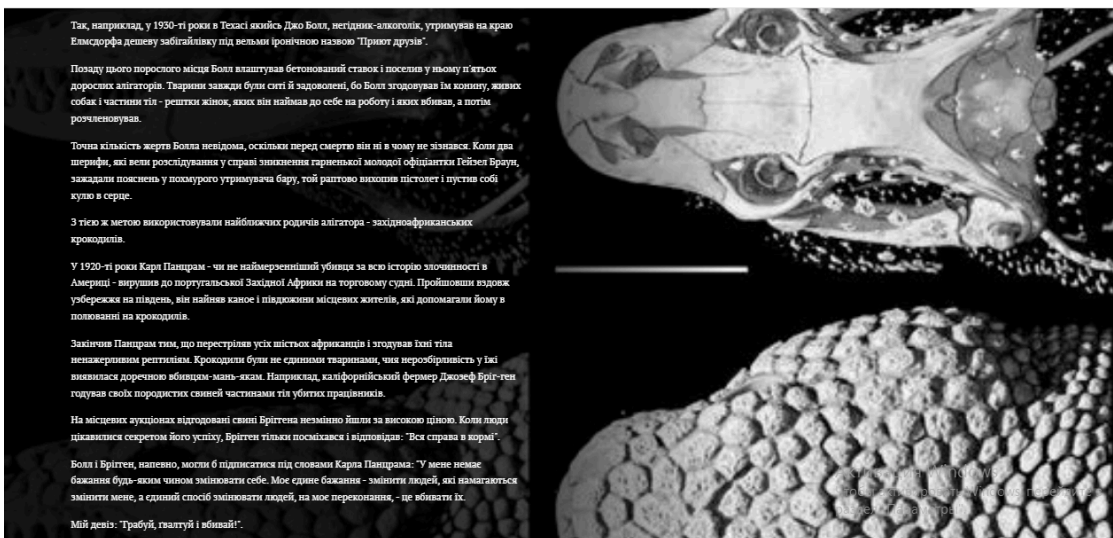 Так, наприклад, у 1930-ті роки в Техасі якийсь Джо Болл, негідник-алкоголік, утримував на краю
Елмсдорфа дешеву забігайлівку під вельми іронічною назвою "Приют друзів".
Позаду цього порослого місця Болл влаштував бетонований ставок і поселив у ньому п'ятьох
дорослих алігаторів. Тварини завжди були ситі й задоволені, бо Болл згодовував їм конину, живих
собак і частини тіл - рештки жінок, яких він наймав до себе на роботу і яких вбивав, а потім
розчленовував.
Точна кількість жертв Болла невідома, оскільки перед смертю він ні в чому не зізнався. Коли два
шерифи, які вели розслідування у справі зникнення гарненької молодої офіціантки Гейзел Браун,
зажадали пояснень у похмурого утримувача бару, той раптово вихопив пістолет і пустив собі
кулю в серце.
З тією ж метою використовували найближчих родичів алігатора - західноафриканських
крокодилів.
У 1920-ті роки Карл Панцрам - чи не наймерзенніший убивця за всю історію злочинності в
Америці - вирушив до португальської Західної Африки на торговому судні. Пройшовши вздовж
узбережжя на південь, він найняв каное і півдюжини місцевих жителів, які допомагали йому в
полюванні на крокодилів.
Закінчив Панцрам тим, що перестріляв усіх шістьох африканців і згодував їхні тіла
ненажерливим рептиліям. Крокодили були не єдиними тваринами, чия нерозбірливість у їжі
виявилася доречною вбивцям-мань-якам. Наприклад, каліфорнійський фермер Джозеф Бріг-ген
годував своїх породистих свиней частинами тіл убитих працівників.
На місцевих аукціонах відгодовані свині Бріггена незмінно йшли за високою ціною. Коли люди
цікавилися секретом його успіху, Брігген тільки посміхався і відповідав: "Вся справа в кормі".
Болл і Брігген, напевно, могли б підписатися під словами Карла Панцрама: "У мене немає
бажання будь-яким чином змінювати себе. Моє єдине бажання - змінити людей, які намагаються
змінити мене, а єдиний спосіб змінювати людей, на моє переконання, - це вбивати їх.
Мій девіз: "Грабуй, ґвалтуй і вбивай!".